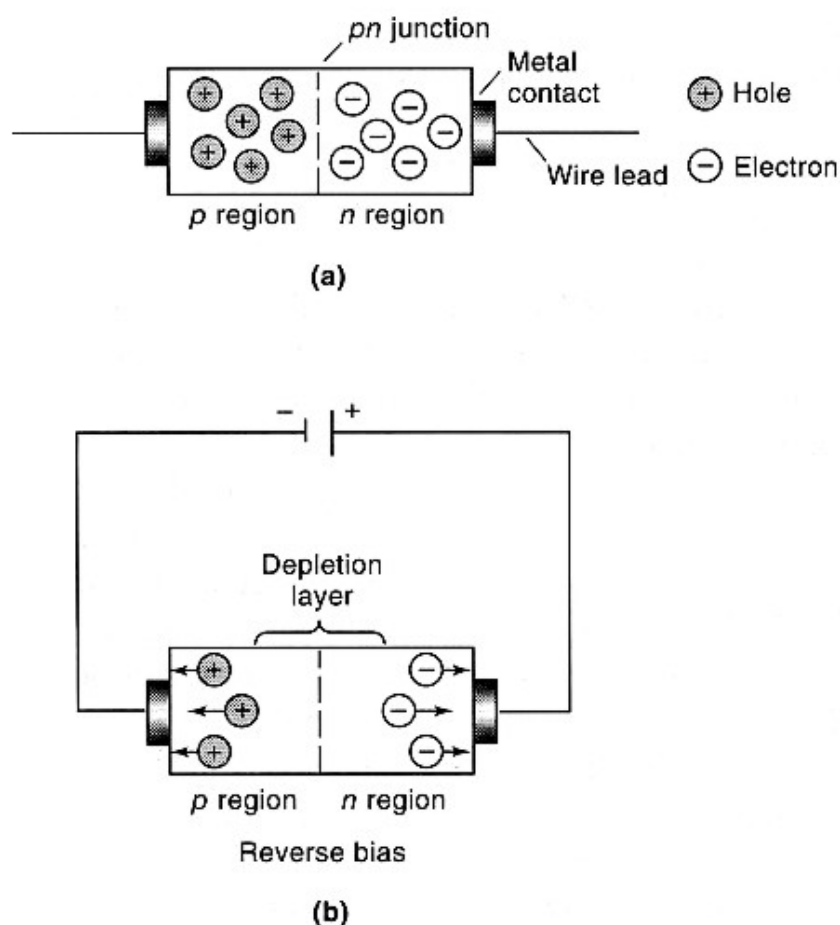 pn junction
Metal
contact
+ Hole
+ + + + + +
− − − − − −
Wire lead
− Electron
p region n region
(a)
− +
Depletion
layer
+ −
+ −
+ −
p region n region
Reverse bias
(b)